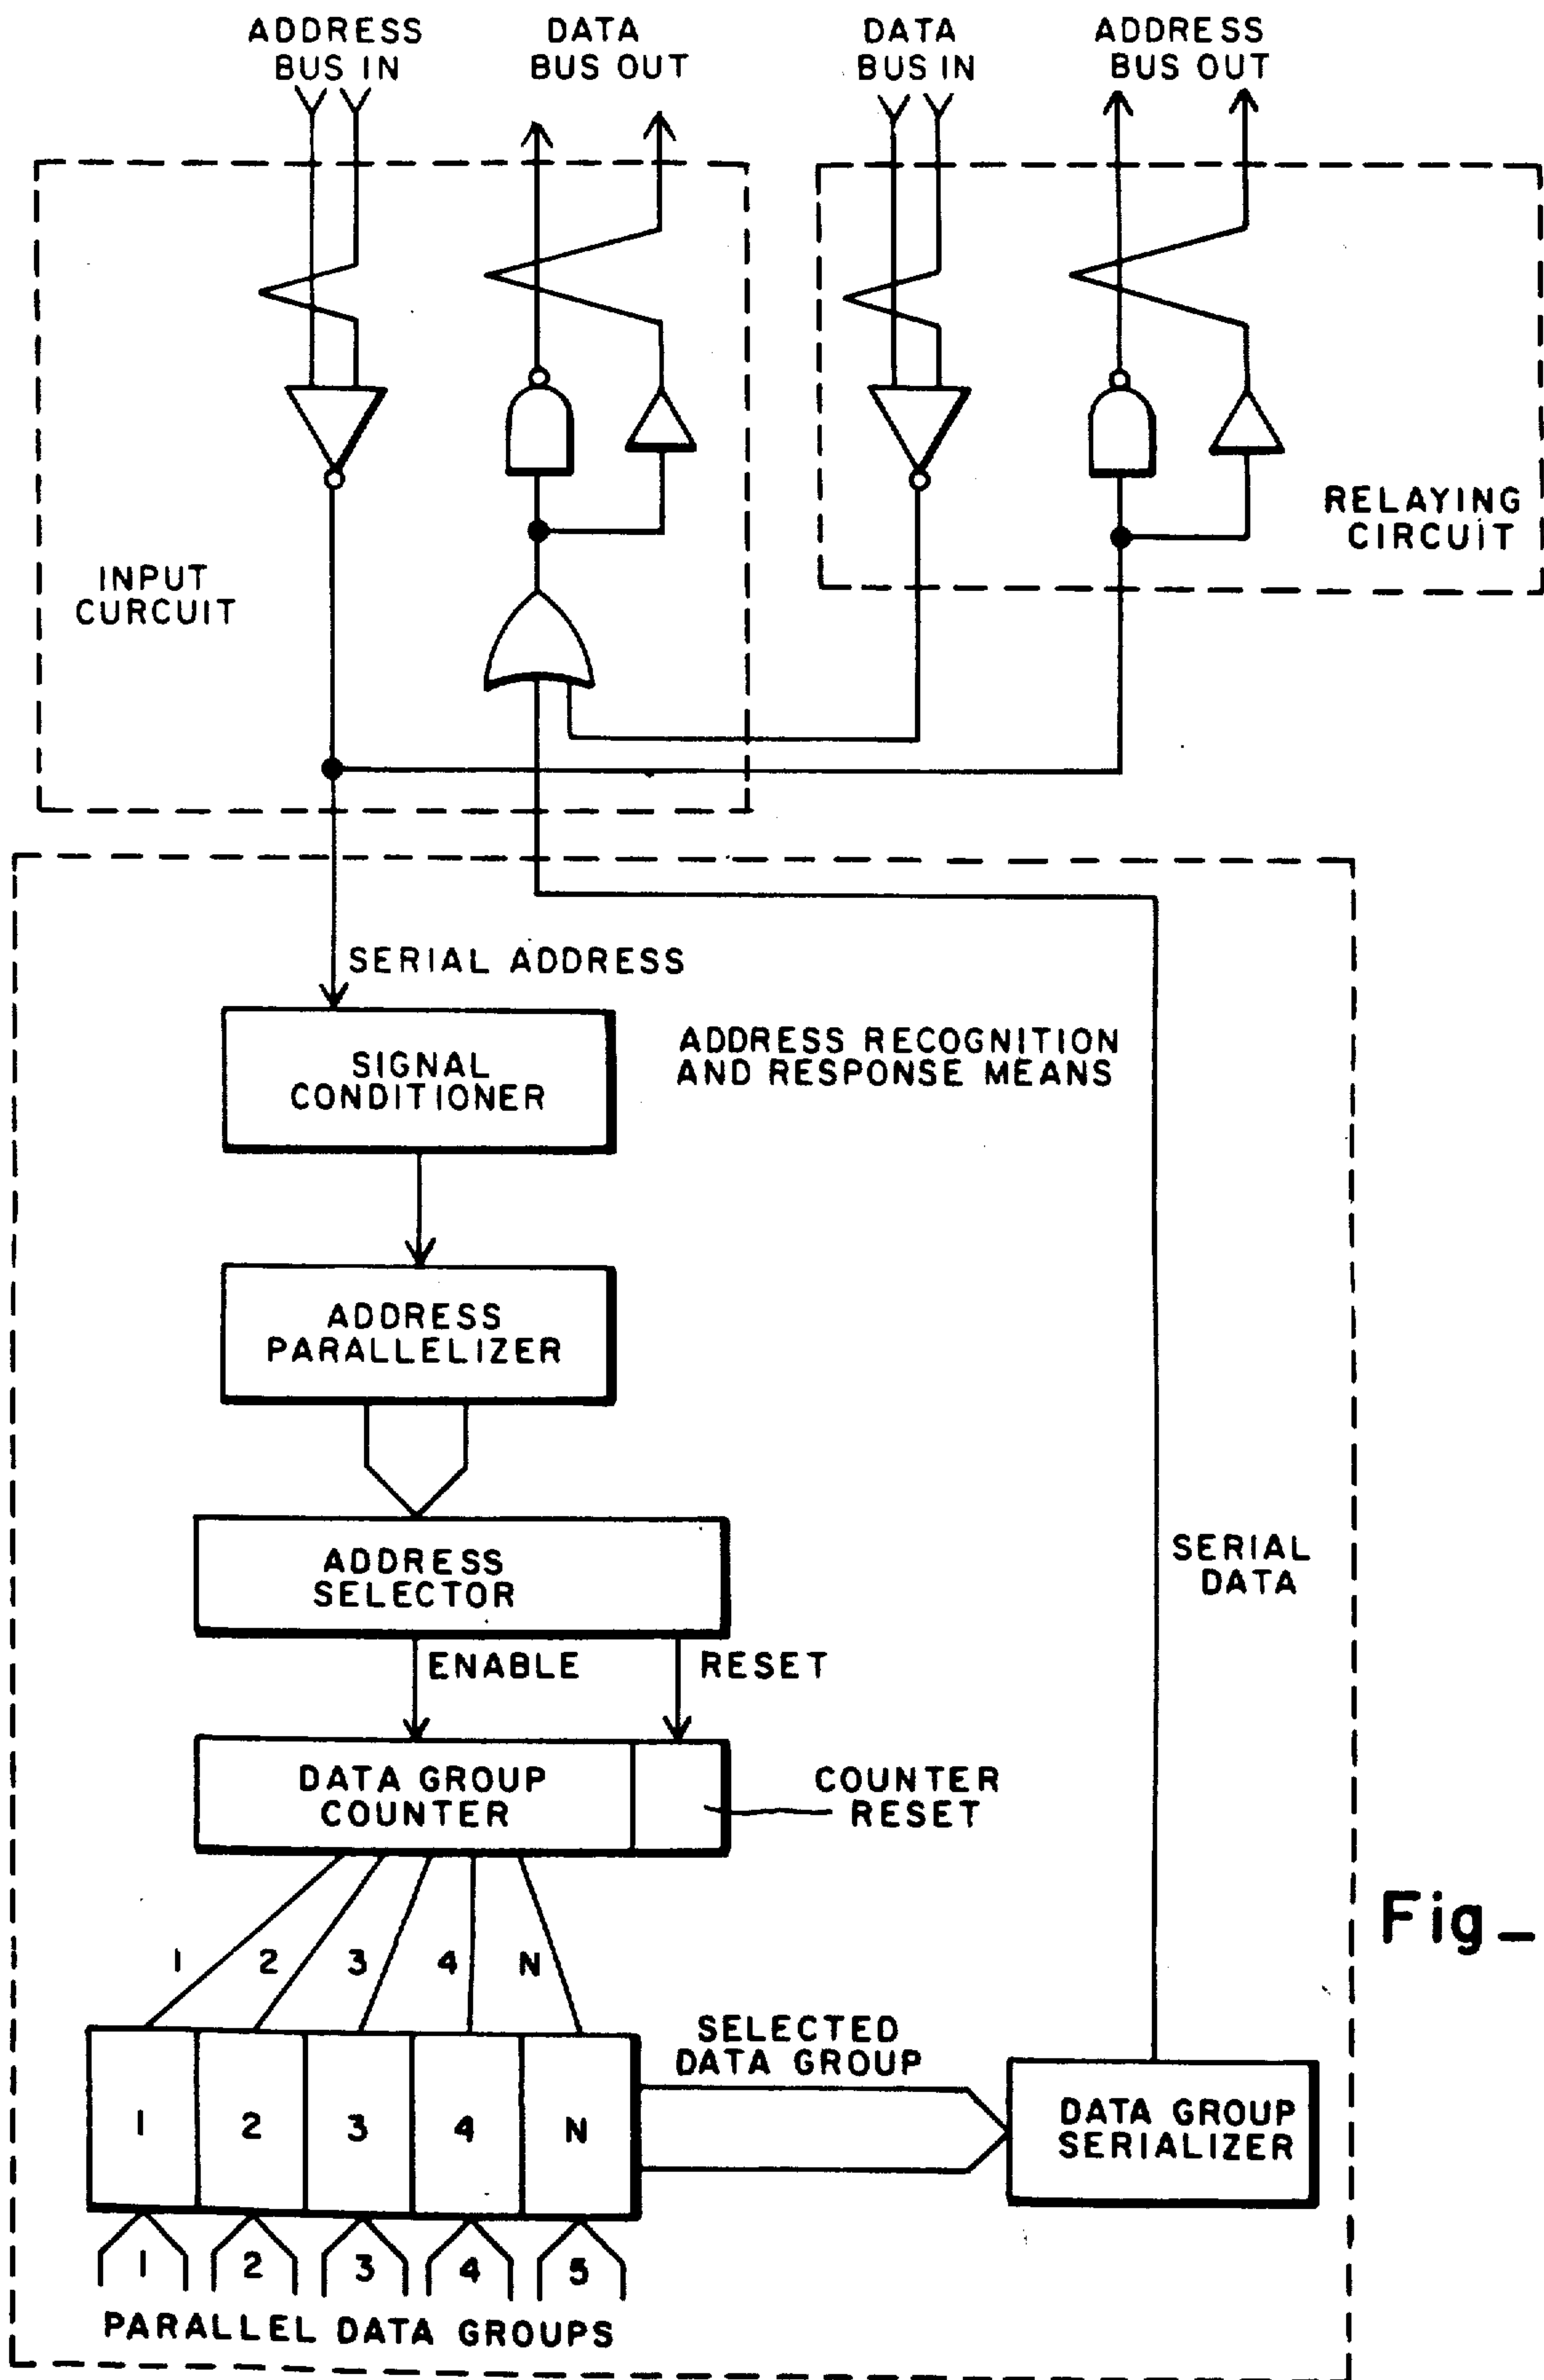 ADDRESS
BUS IN
DATA
BUS OUT
DATA
BUS IN
ADDRESS
BUS OUT
RELAYING
CIRCUIT
INPUT
CURCUIT
SERIAL ADDRESS
SIGNAL
CONDITIONER
ADDRESS RECOGNITION
AND RESPONSE MEANS
ADDRESS
PARALLELIZER
ADDRESS
SELECTOR
SERIAL
DATA
ENABLE
RESET
DATA GROUP
COUNTER
COUNTER
RESET
Fig_
1 2 3 4 N
SELECTED
DATA GROUP
1 2 3 4 N
DATA GROUP
SERIALIZER
1 2 3 4 5
PARALLEL DATA GROUPS